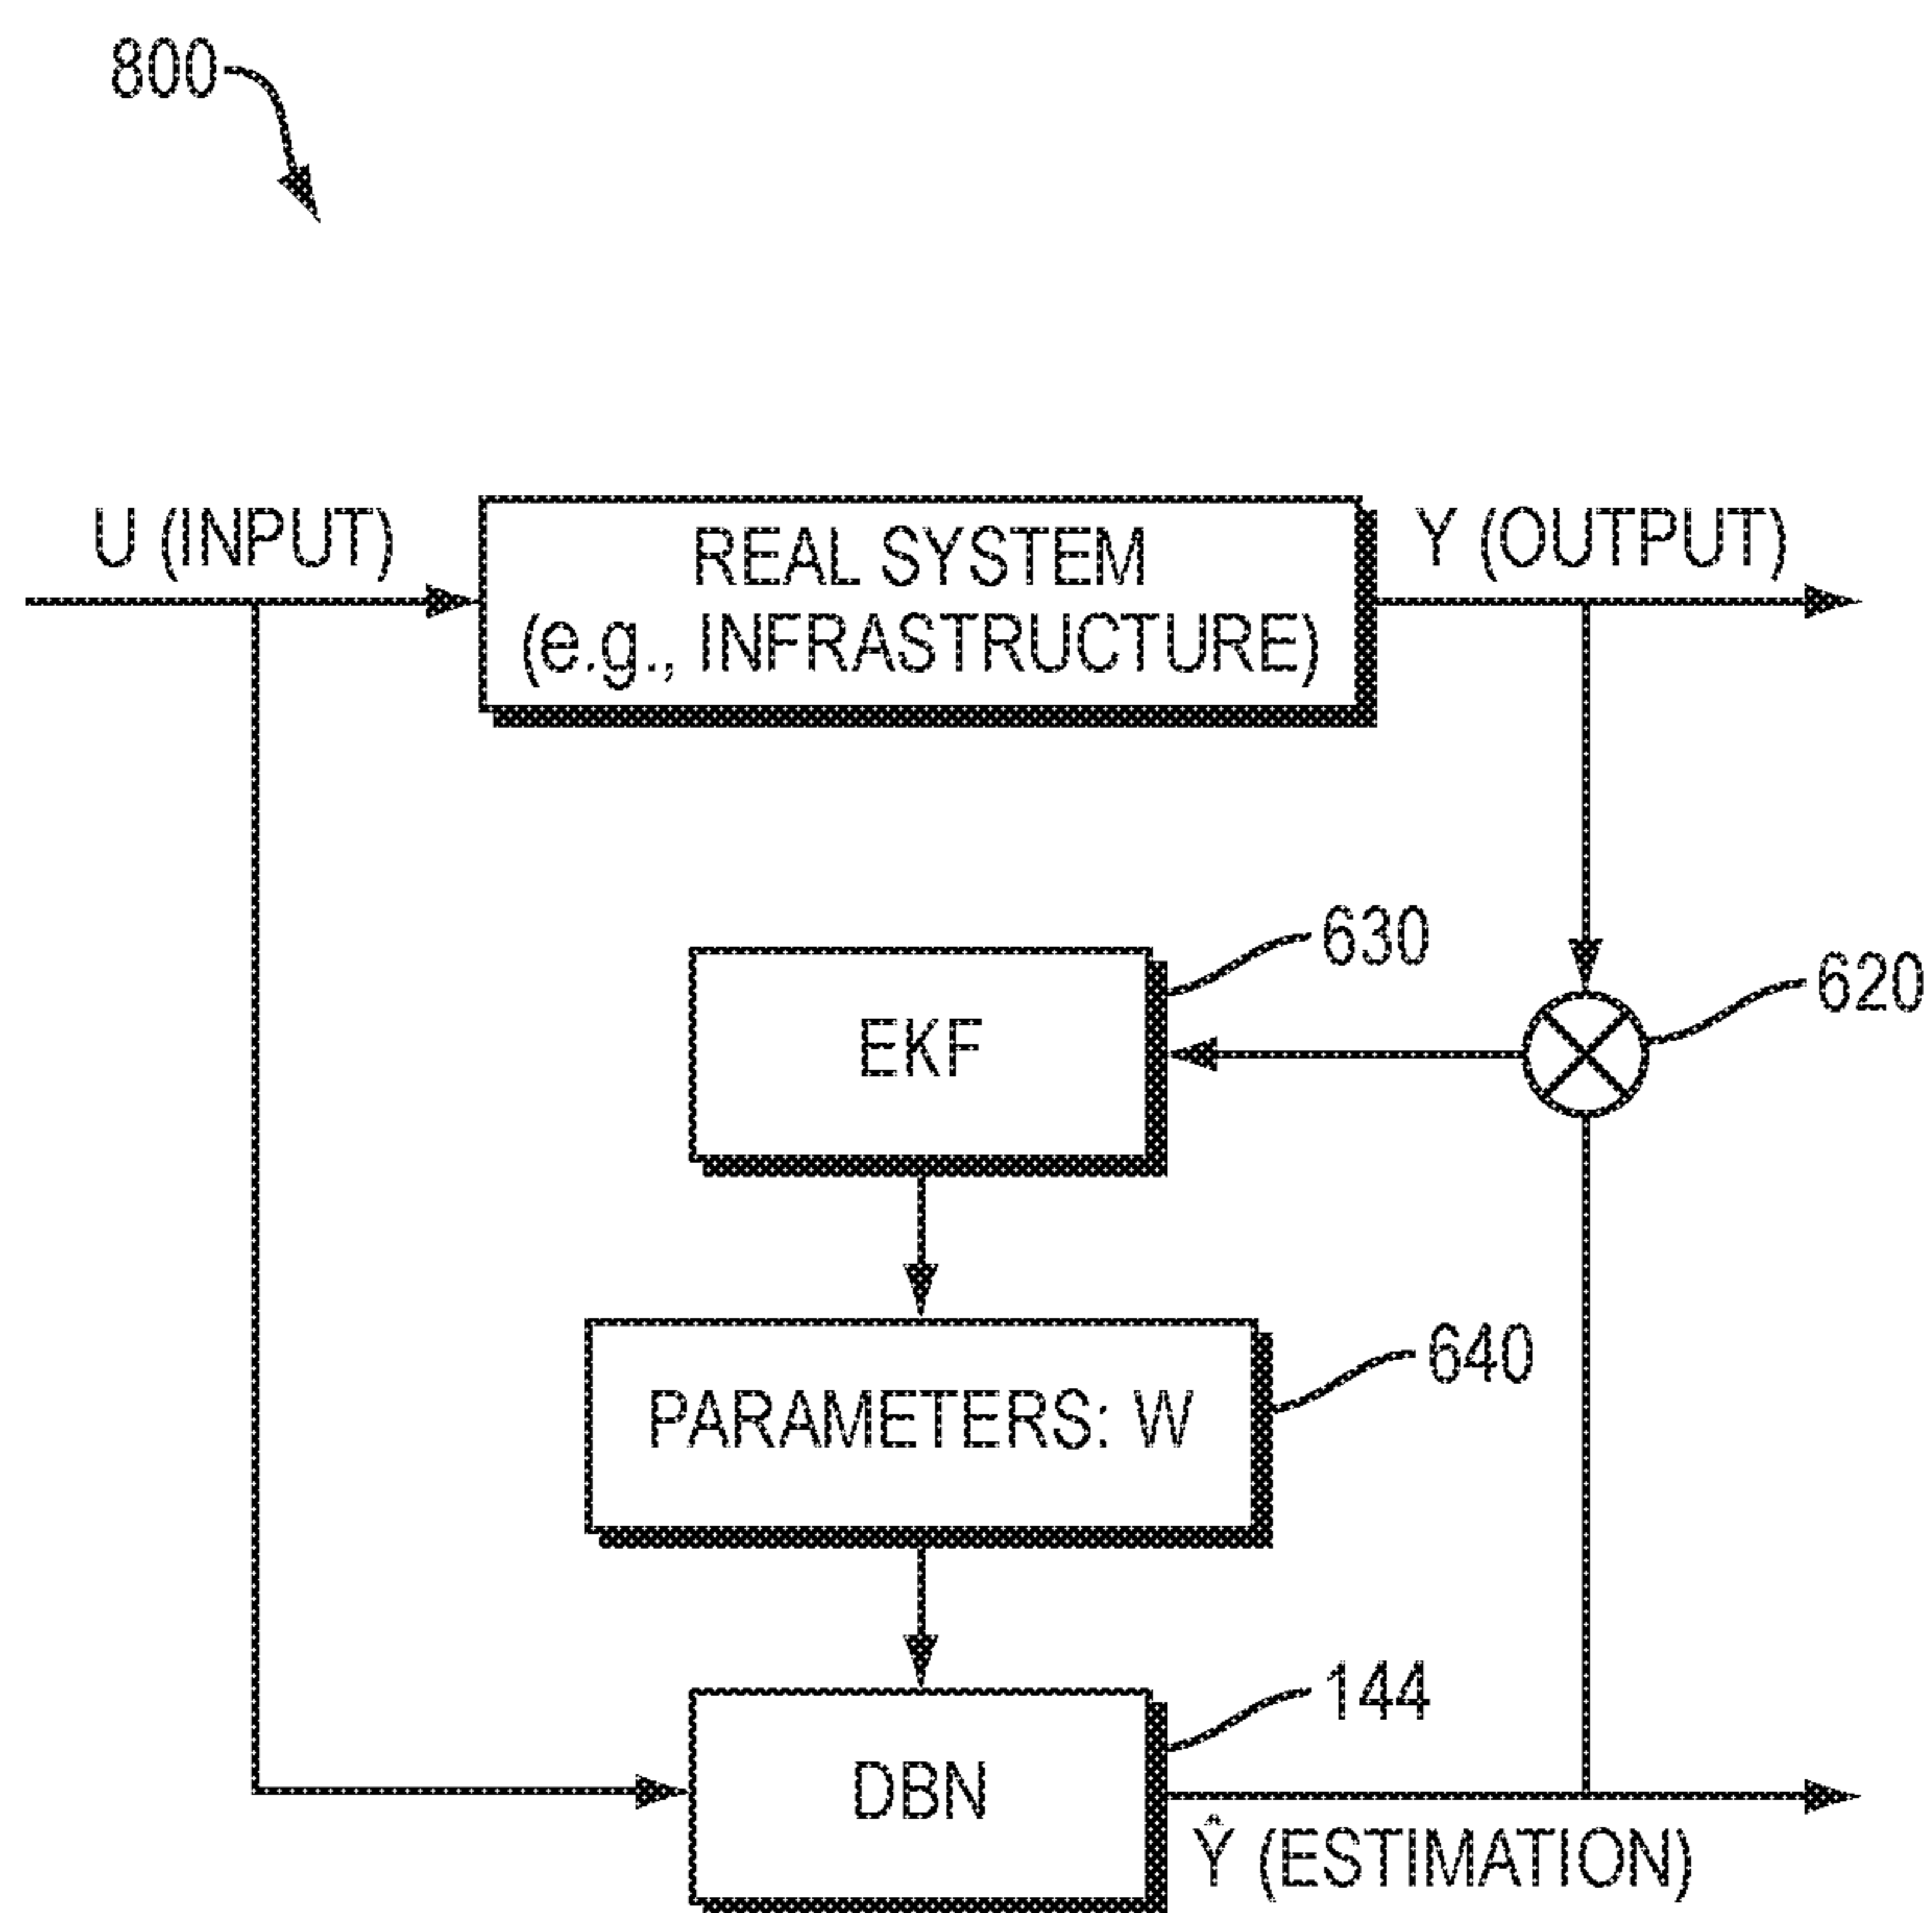 800
U (INPUT)
REAL SYSTEM
(e.g., INFRASTRUCTURE)
Y (OUTPUT)
630
620
EKF
640
PARAMETERS: W
144
DBN
Ŷ (ESTIMATION)